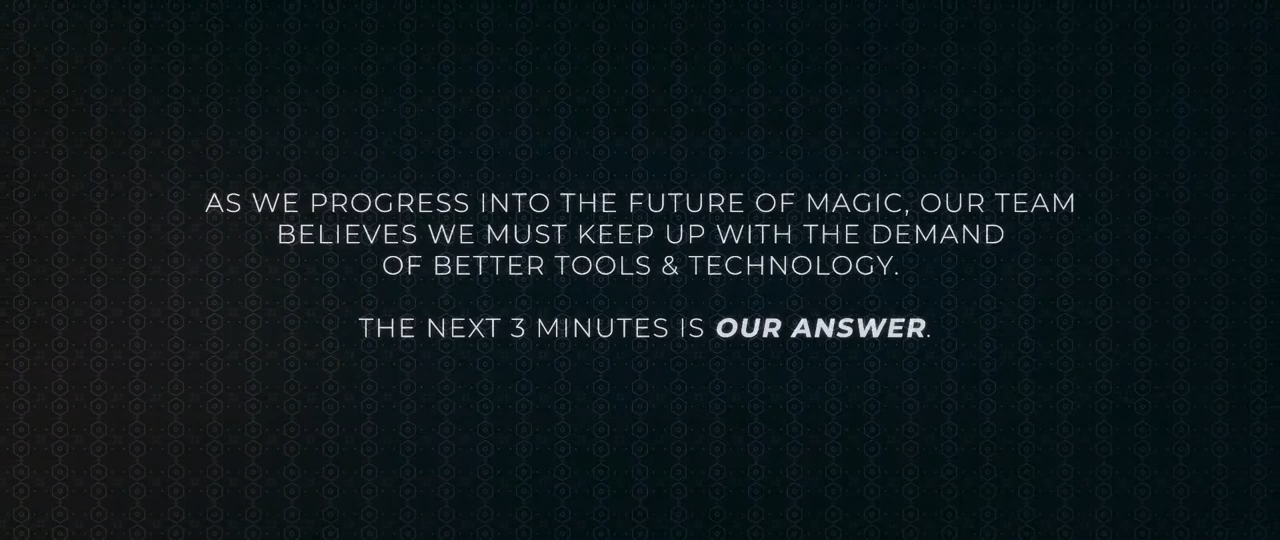 AS WE PROGRESS INTO THE FUTURE OF MAGIC, OUR TEAM
BELIEVES WE MUST KEEP UP WITH THE DEMAND
OF BETTER TOOLS & TECHNOLOGY.
THE NEXT 3 MINUTES IS OUR ANSWER.